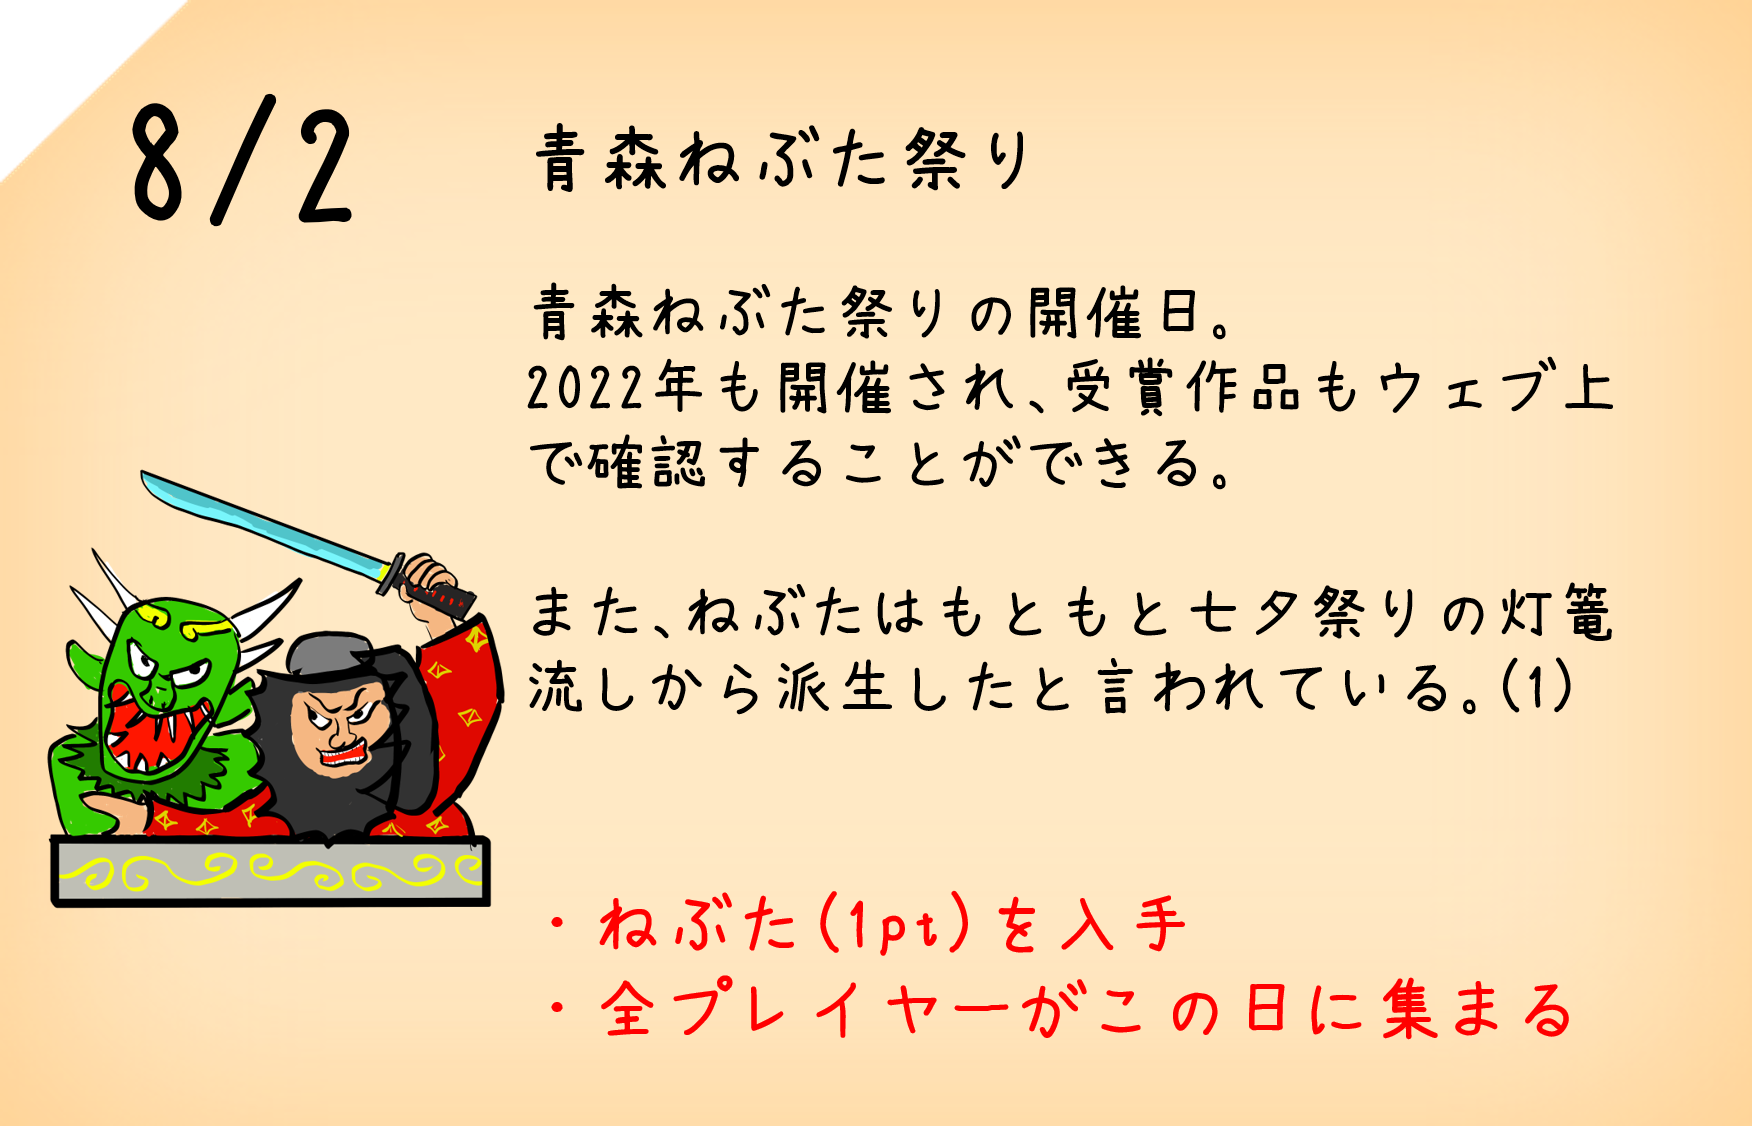 8/2
青森ねぶた祭り
青森ねぶた祭りの開催日。
2022年も開催され、受賞作品もウェブ上
で確認することができる。
また、ねぶたはもともと七夕祭りの灯篭
流しから派生したと言われている。(1)
・ねぶた(1pt)を入手
・全プレイヤーがこの日に集まる